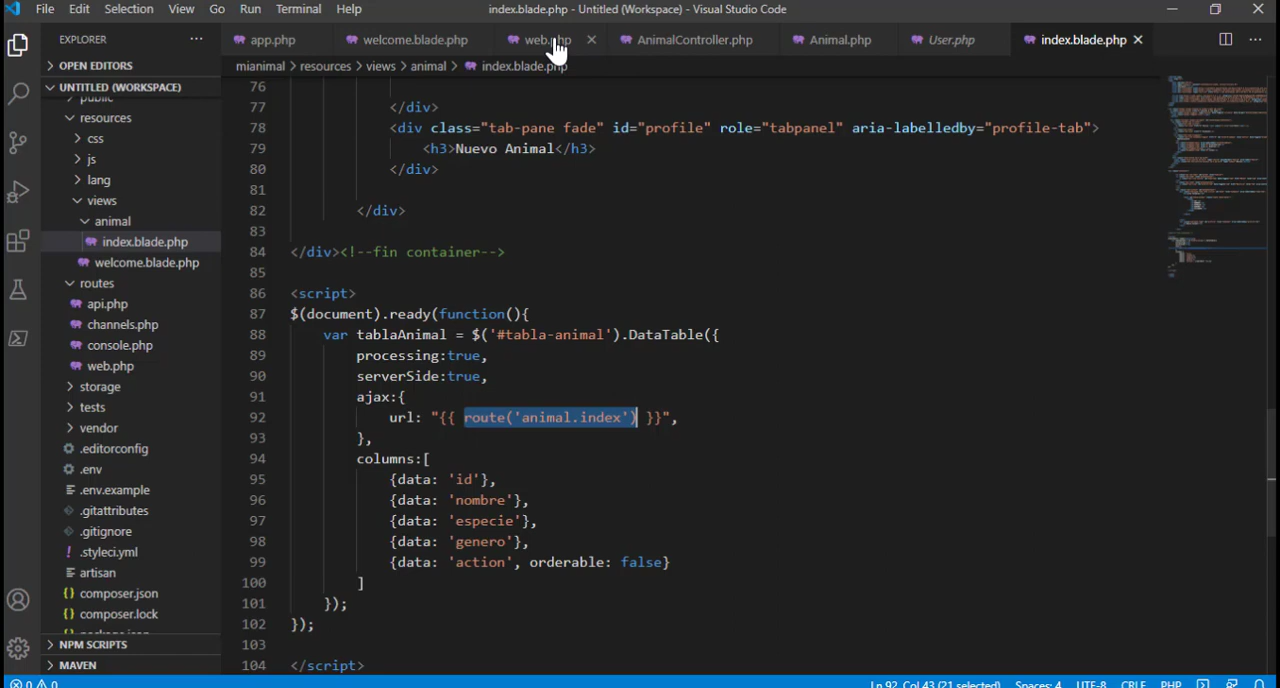 File Edit Selection View Go Run Terminal Help index.blade.php - Untitled (Workspace) - Visual Studio Code
EXPLORER ··· app.php welcome.blade.php web.php AnimalController.php Animal.php User.php index.blade.php
OPEN EDITORS
mianimal > resources > views > animal > index.blade.php
UNTITLED (WORKSPACE)
public
resources
css
js
lang
views
animal
index.blade.php
welcome.blade.php
routes
api.php
channels.php
console.php
web.php
storage
tests
vendor
.editorconfig
.env
.env.example
.gitattributes
.gitignore
.styleci.yml
artisan
composer.json
composer.lock
NPM SCRIPTS
MAVEN
76
77 </div>
78 <div class="tab-pane fade" id="profile" role="tabpanel" aria-labelledby="profile-tab">
79 <h3>Nuevo Animal</h3>
80 </div>
81
82 </div>
83
84 </div><!--fin container-->
85
86 <script>
87 $(document).ready(function(){
88 var tablaAnimal = $('#tabla-animal').DataTable({
89 processing:true,
90 serverSide:true,
91 ajax:{
92 url: "{{ route('animal.index') }}",
93 },
94 columns:[
95 {data: 'id'},
96 {data: 'nombre'},
97 {data: 'especie'},
98 {data: 'genero'},
99 {data: 'action', orderable: false}
100 ]
101 });
102 });
103
104 </script>
0 0 Ln 92, Col 43 (21 selected) Spaces: 4 UTF-8 CRLF PHP